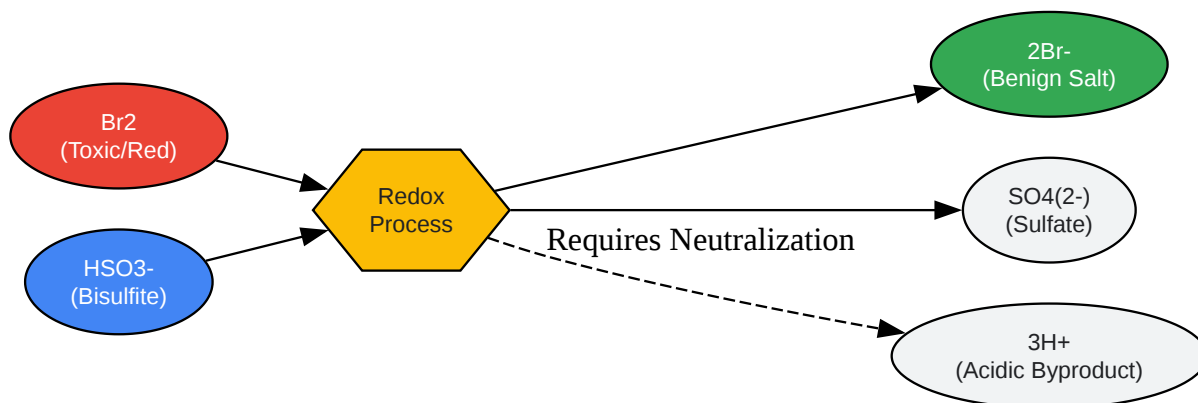 Br2
(Toxic/Red)
HSO3-
(Bisulfite)
Redox
Process
Requires Neutralization
2Br-
(Benign Salt)
SO4(2-)
(Sulfate)
3H+
(Acidic Byproduct)